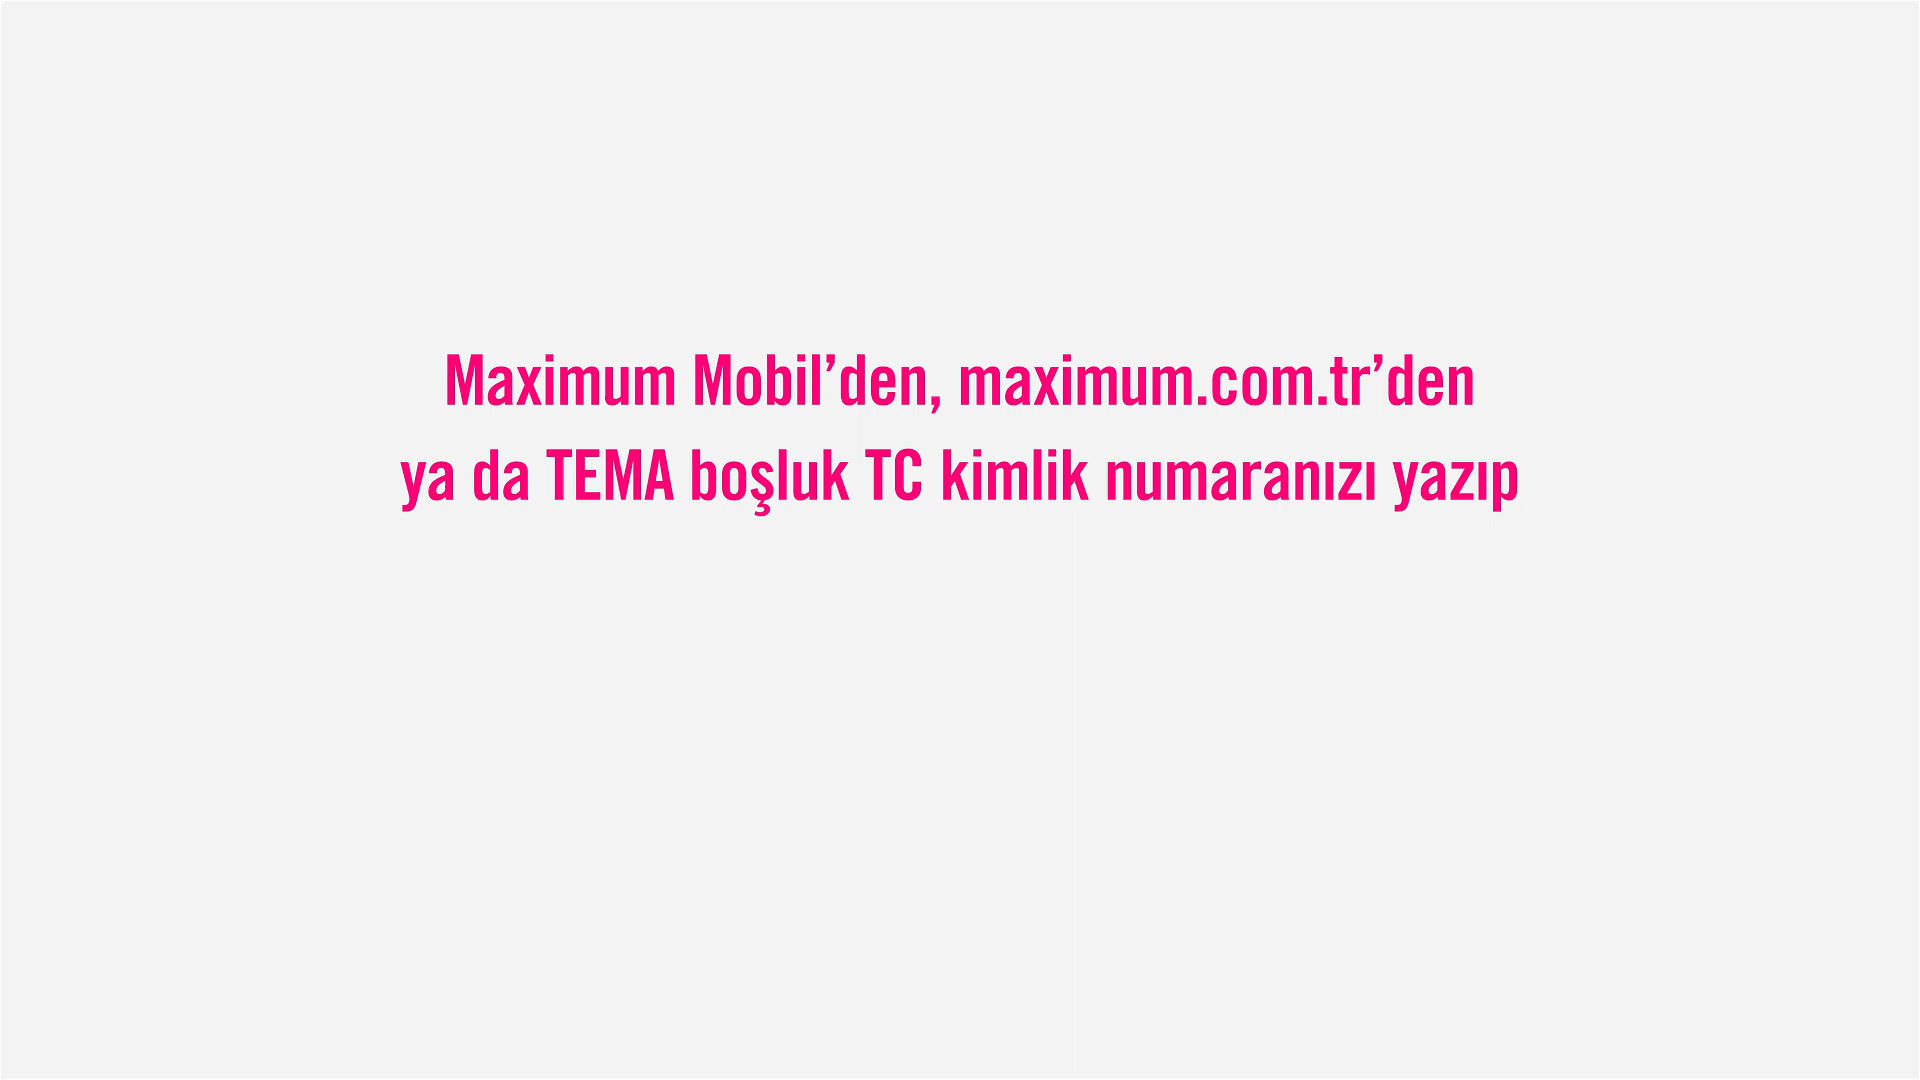 Maximum Mobil’den, maximum.com.tr’den
ya da TEMA boşluk TC kimlik numaranızı yazıp